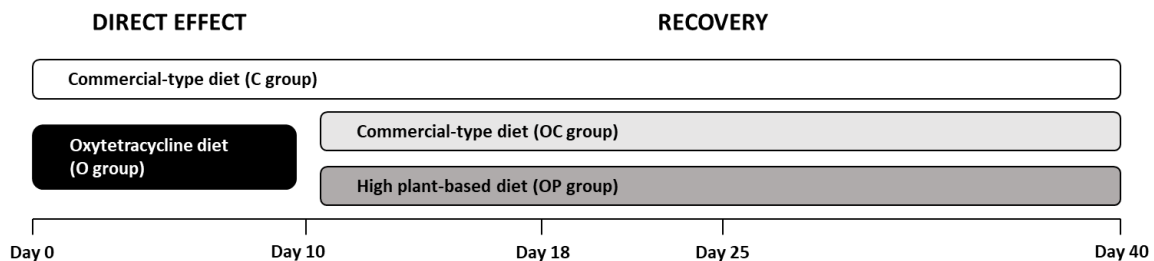 DIRECT EFFECT
RECOVERY
Commercial-type diet (C group)
Oxytetracycline diet
(O group)
Commercial-type diet (OC group)
High plant-based diet (OP group)
Day 0
Day 10
Day 18
Day 25
Day 40